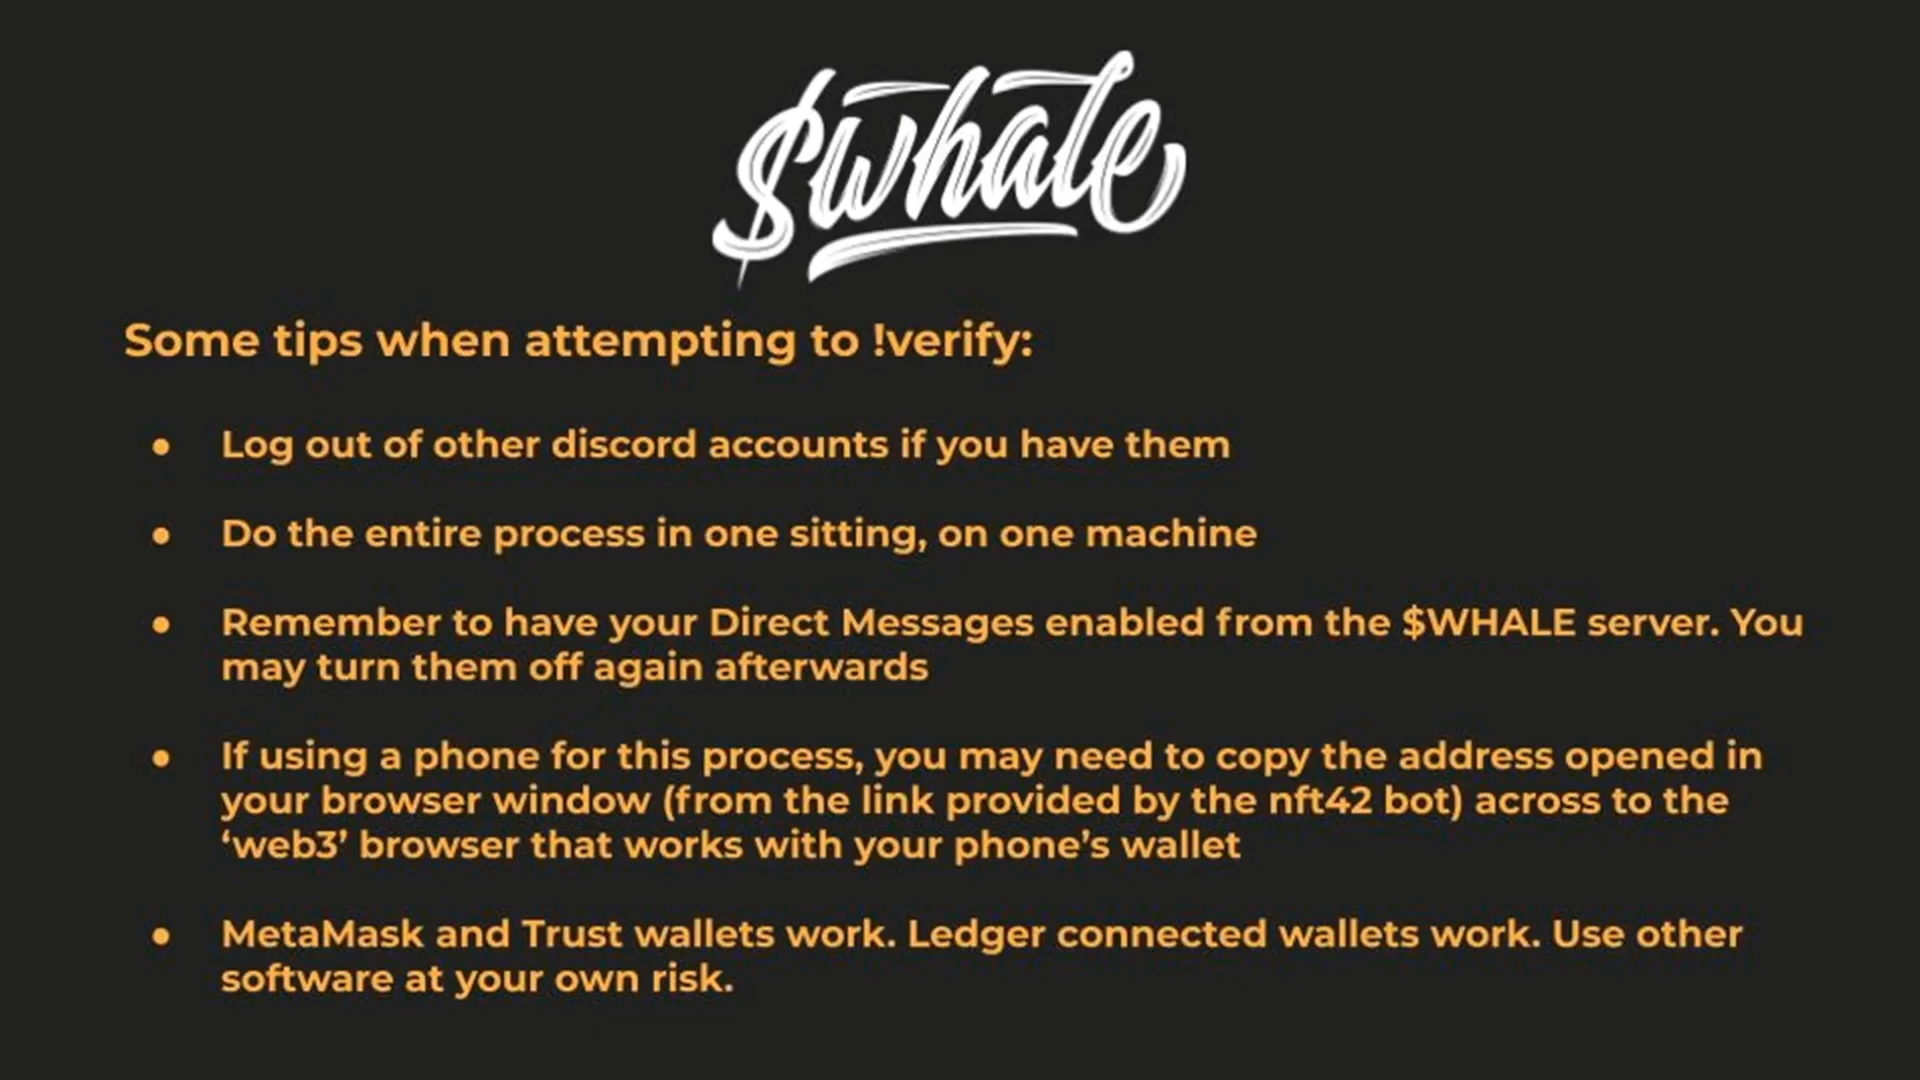 $whale
Some tips when attempting to !verify:
● Log out of other discord accounts if you have them
● Do the entire process in one sitting, on one machine
● Remember to have your Direct Messages enabled from the $WHALE server. You
may turn them off again afterwards
● If using a phone for this process, you may need to copy the address opened in
your browser window (from the link provided by the nft42 bot) across to the
‘web3’ browser that works with your phone’s wallet
● MetaMask and Trust wallets work. Ledger connected wallets work. Use other
software at your own risk.